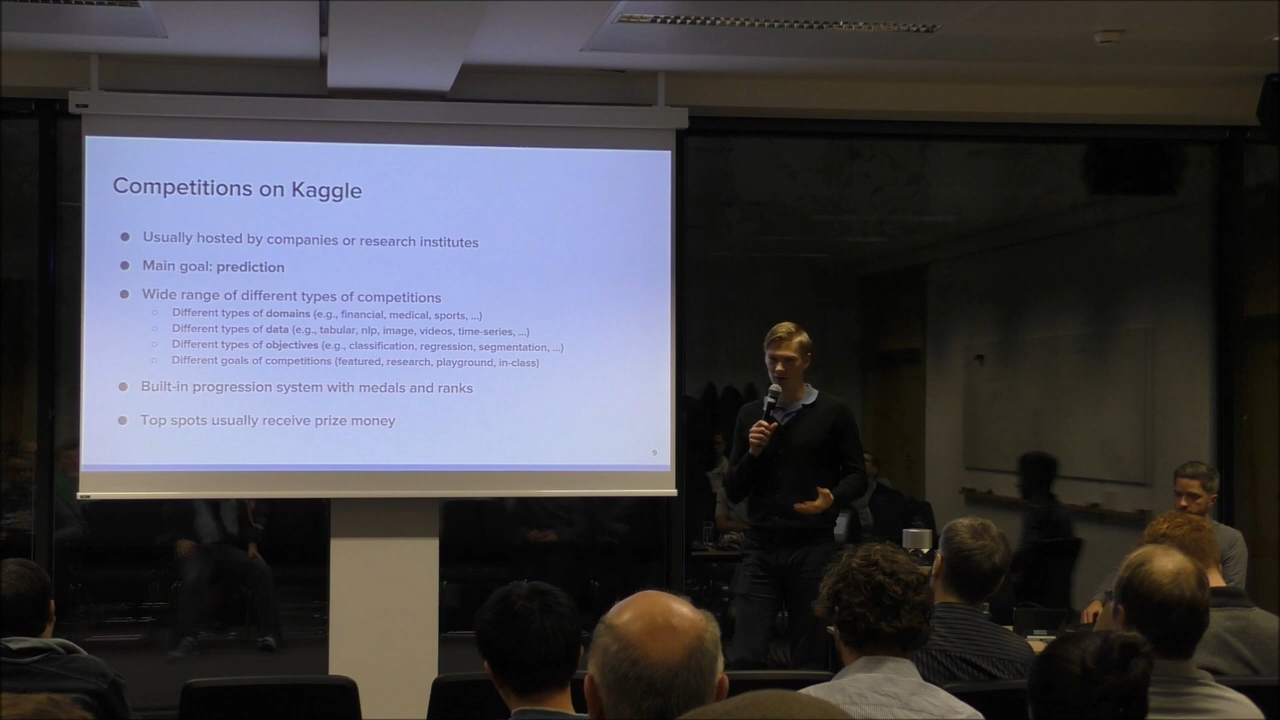 Competitions on Kaggle
● Usually hosted by companies or research institutes
● Main goal: prediction
● Wide range of different types of competitions
○ Different types of domains (e.g., financial, medical, sports, ...)
○ Different types of data (e.g., tabular, nlp, image, videos, time-series, ...)
○ Different types of objectives (e.g., classification, regression, segmentation, ...)
○ Different goals of competitions (featured, research, playground, in-class)
● Built-in progression system with medals and ranks
● Top spots usually receive prize money
9